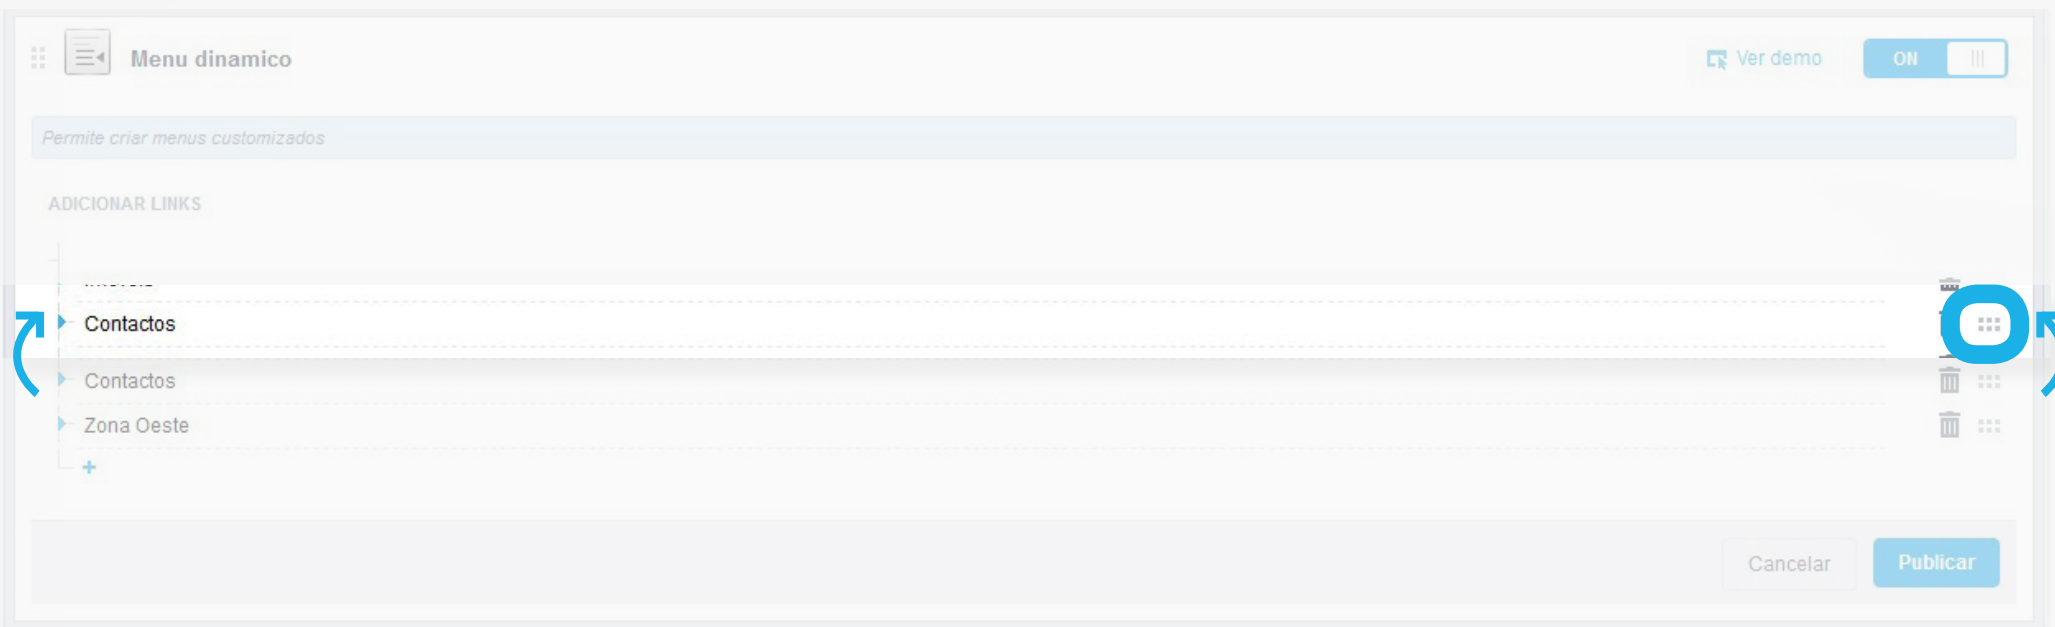 Menu dinamico
Ver demo
ON
Permite criar menus customizados
ADICIONAR LINKS
Contactos
Contactos
Zona Oeste
+
Cancelar
Publicar